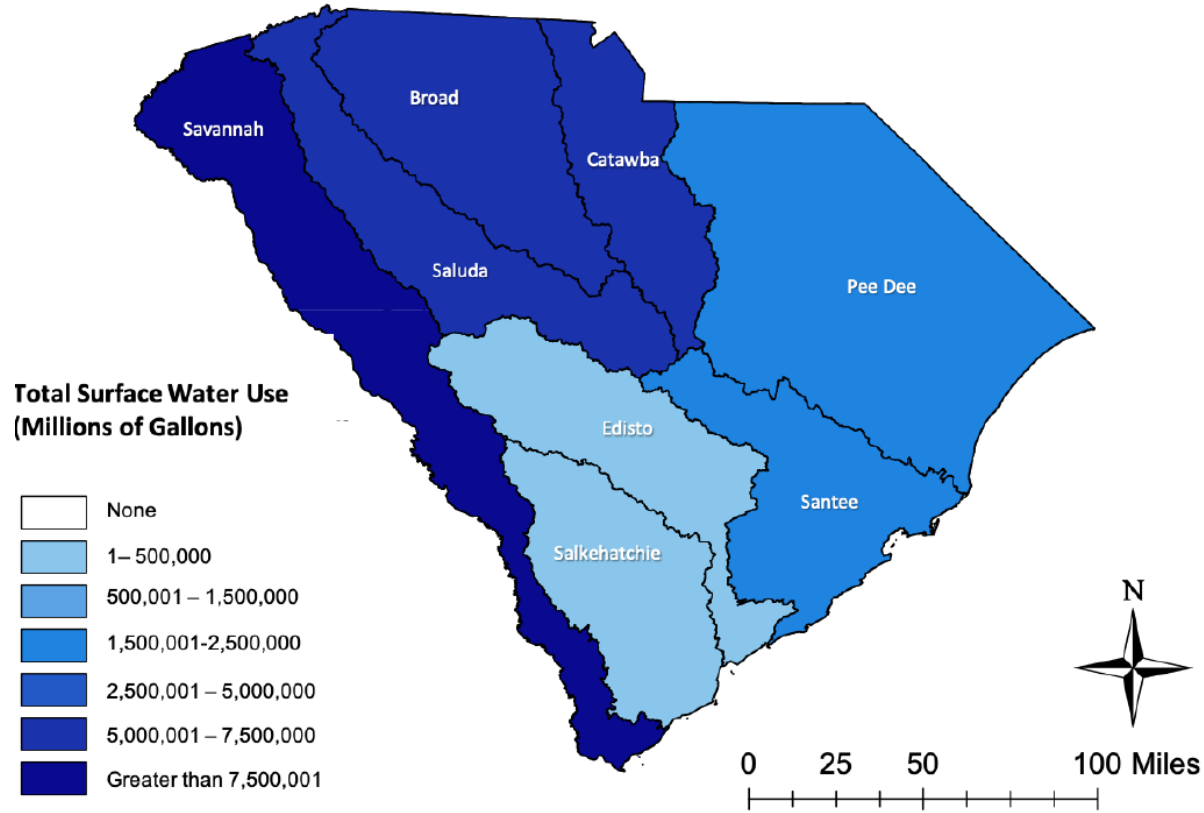 Broad
Savannah
Catawba
Saluda
Pee Dee
Total Surface Water Use
(Millions of Gallons)
Edisto
Santee
None
1– 500,000
Salkehatchie
500,001 – 1,500,000
N
1,500,001-2,500,000
2,500,001 – 5,000,000
5,000,001 – 7,500,000
Greater than 7,500,001
0 25 50 100 Miles